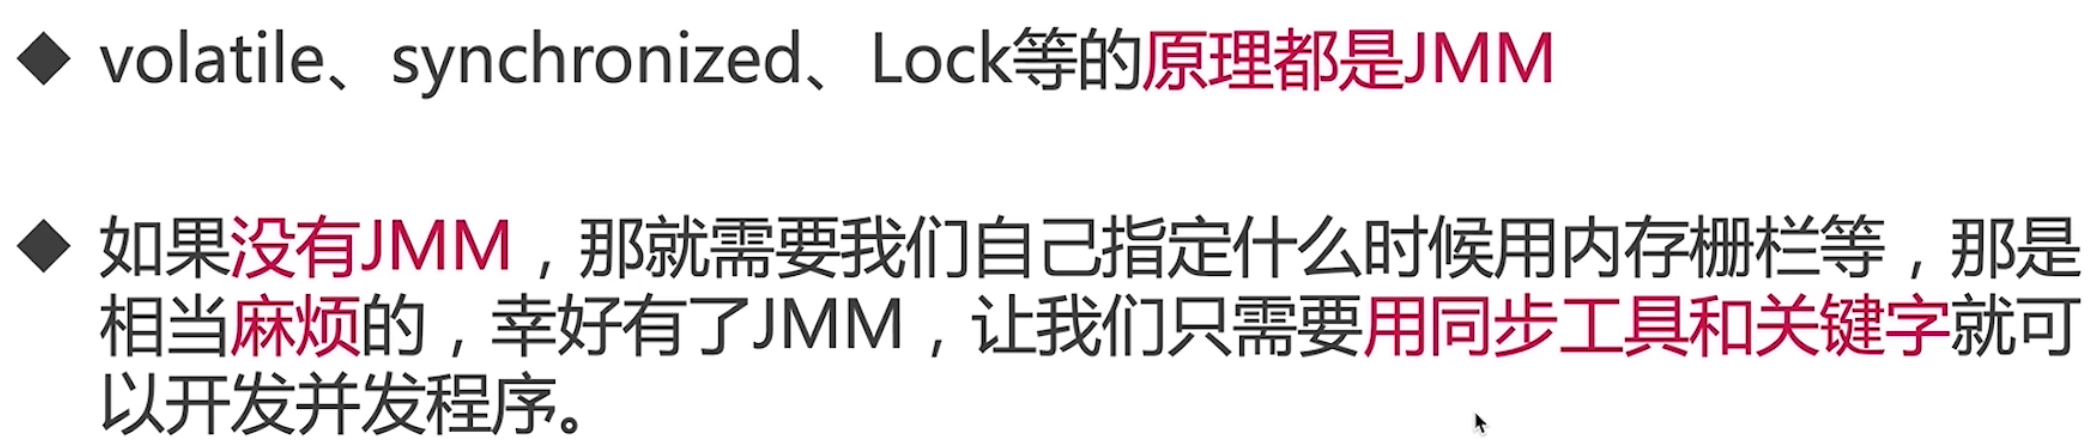 ◆ volatile、synchronized、Lock等的原理都是JMM
◆ 如果没有JMM，那就需要我们自己指定什么时候用内存栅栏等，那是
相当麻烦的，幸好有了JMM，让我们只需要用同步工具和关键字就可
以开发并发程序。